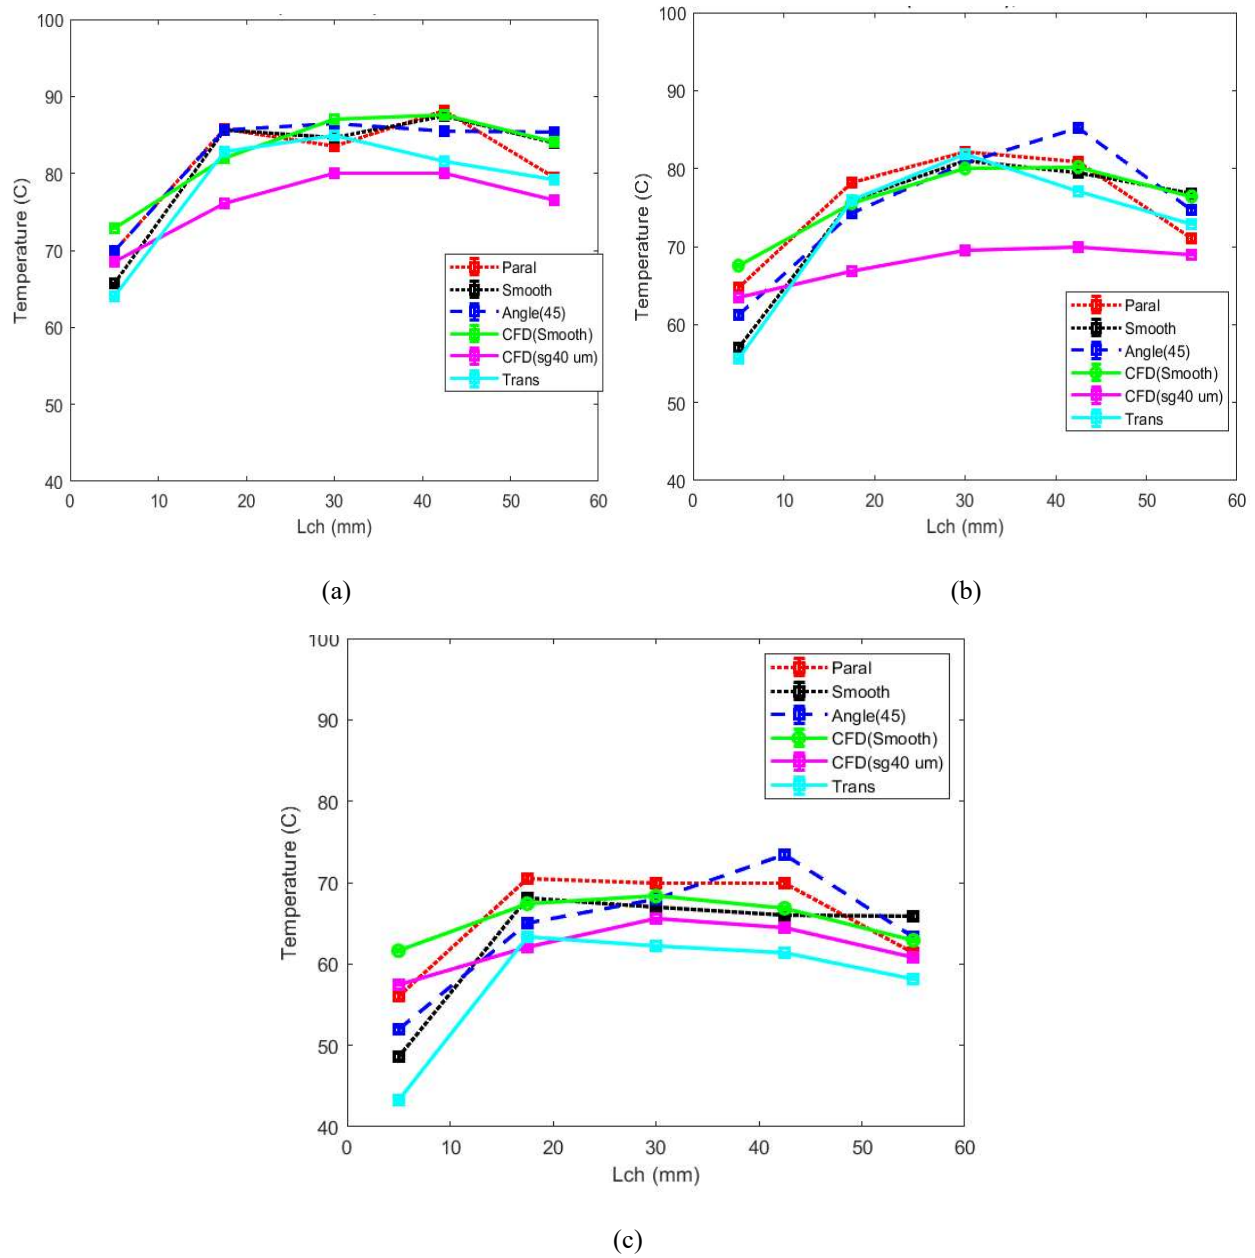 100
90
80
70
60
50
40
0 10 20 30 40 50 60
Temperature (C)
Lch (mm)
Paral
Smooth
Angle(45)
CFD(Smooth)
CFD(sg40 um)
Trans
(a)
100
90
80
70
60
50
40
0 10 20 30 40 50 60
Temperature (C)
Lch (mm)
Paral
Smooth
Angle(45)
CFD(Smooth)
CFD(sg40 um)
Trans
(b)
100
90
80
70
60
50
40
0 10 20 30 40 50 60
Temperature (C)
Lch (mm)
Paral
Smooth
Angle(45)
CFD(Smooth)
CFD(sg40 um)
Trans
(c)